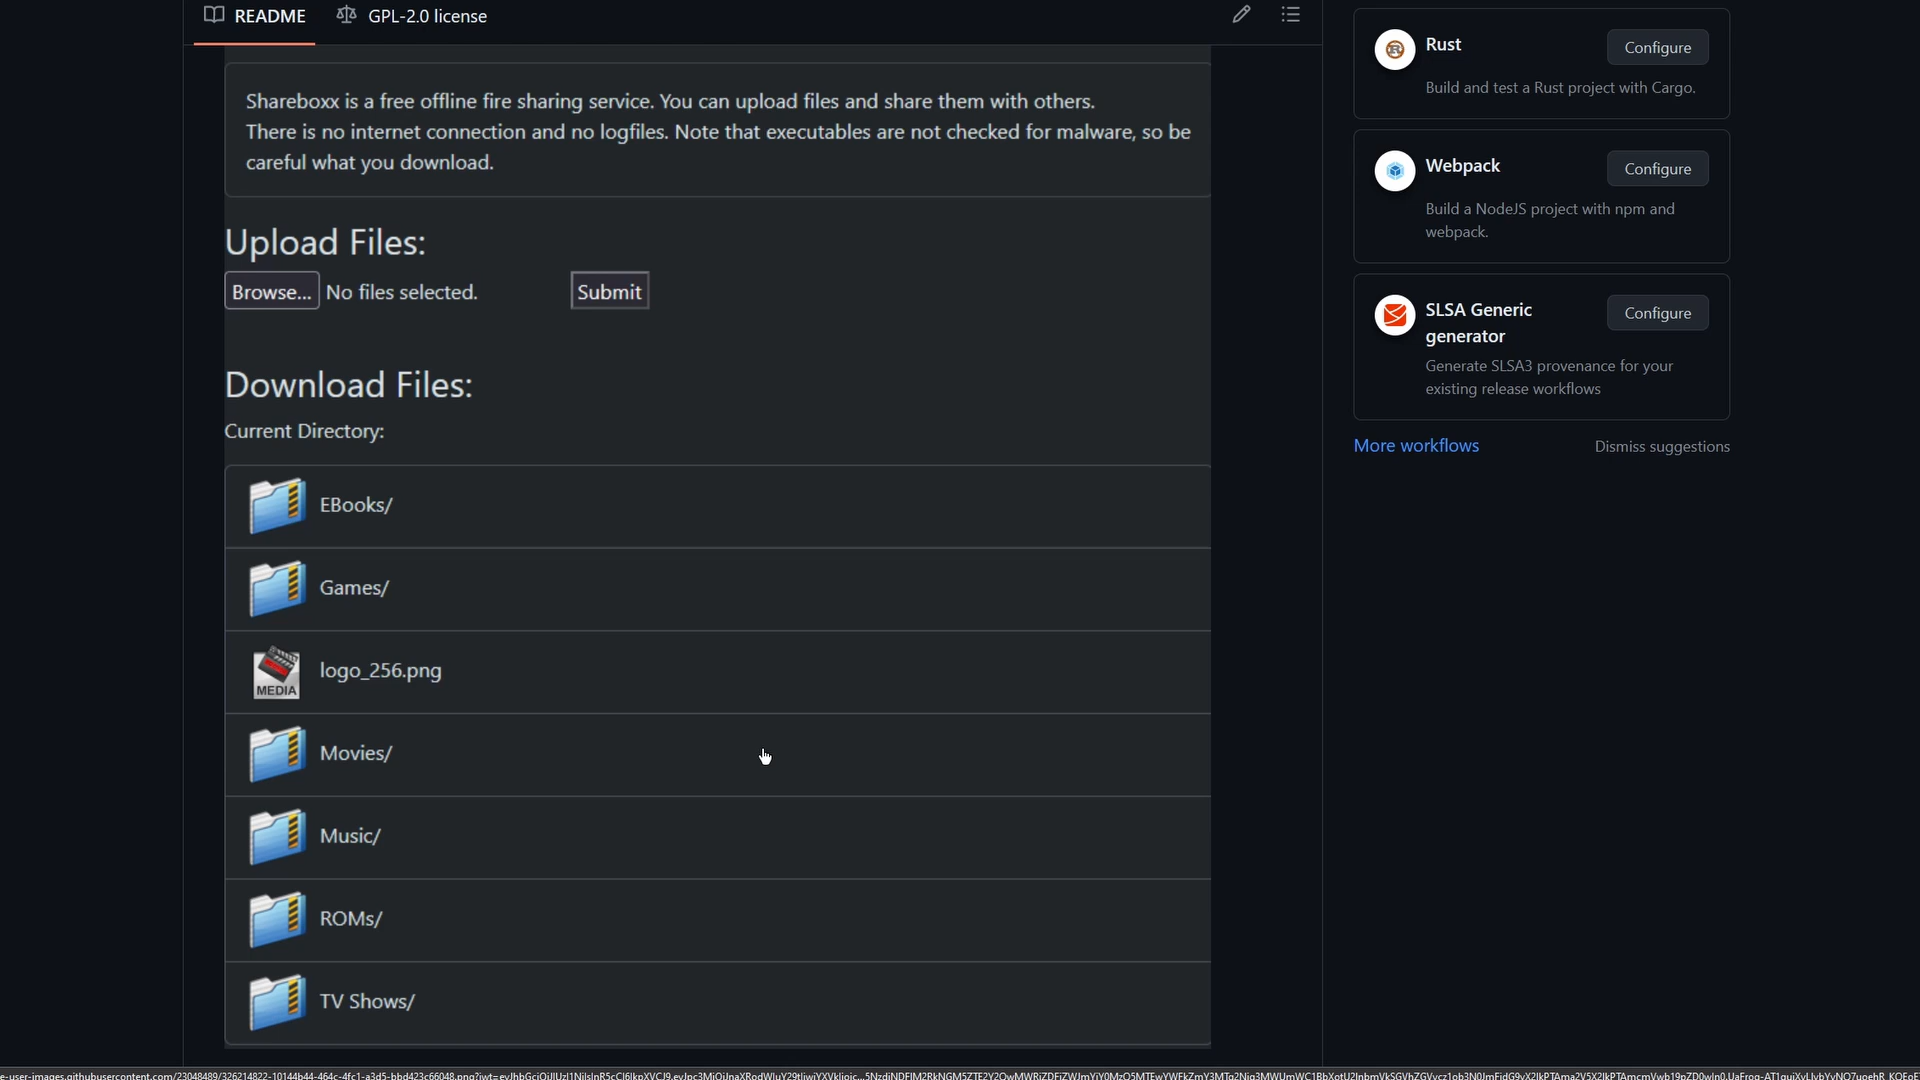 README
GPL-2.0 license
Shareboxx is a free offline fire sharing service. You can upload files and share them with others.
There is no internet connection and no logfiles. Note that executables are not checked for malware, so be
careful what you download.
Upload Files:
Browse... No files selected. Submit
Download Files:
Current Directory:
EBooks/
Games/
MEDIA logo_256.png
Movies/
Music/
ROMs/
TV Shows/
Rust
Configure
Build and test a Rust project with Cargo.
Webpack
Configure
Build a NodeJS project with npm and
webpack.
SLSA Generic
generator
Configure
Generate SLSA3 provenance for your
existing release workflows
More workflows
Dismiss suggestions